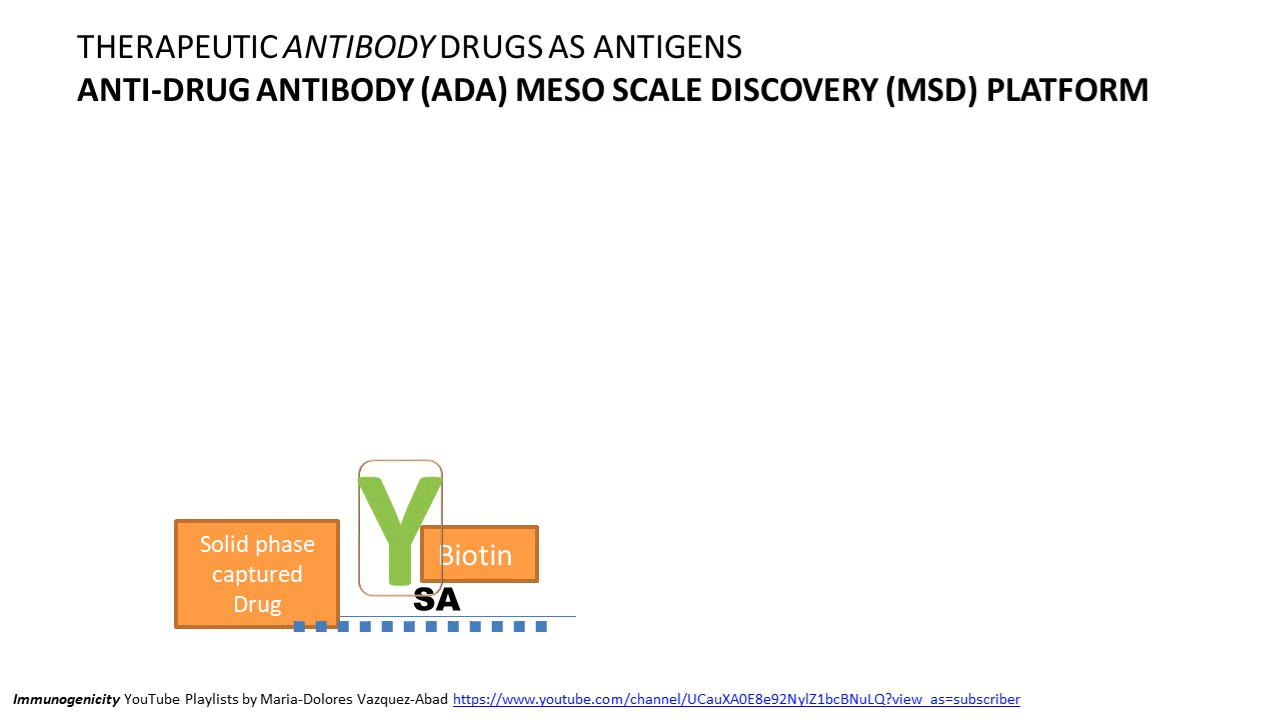 THERAPEUTIC ANTIBODY DRUGS AS ANTIGENS
ANTI-DRUG ANTIBODY (ADA) MESO SCALE DISCOVERY (MSD) PLATFORM
Y
Solid phase
captured
Drug
Biotin
SA
Immunogenicity YouTube Playlists by Maria-Dolores Vazquez-Abad https://www.youtube.com/channel/UCauXA0E8e92NylZ1bcBNuLQ?view_as=subscriber